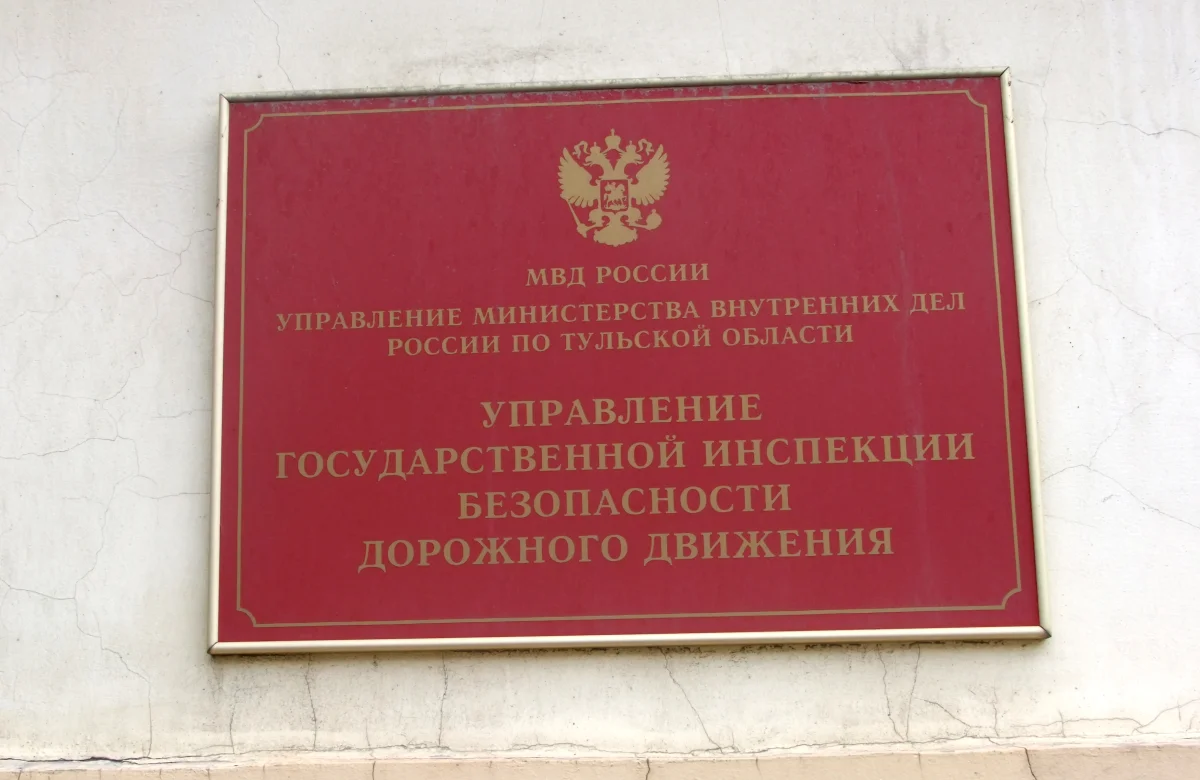 МВД РОССИИ
УПРАВЛЕНИЕ МИНИСТЕРСТВА ВНУТРЕННИХ ДЕЛ
РОССИИ ПО ТУЛЬСКОЙ ОБЛАСТИ
УПРАВЛЕНИЕ
ГОСУДАРСТВЕННОЙ ИНСПЕКЦИИ
БЕЗОПАСНОСТИ
ДОРОЖНОГО ДВИЖЕНИЯ